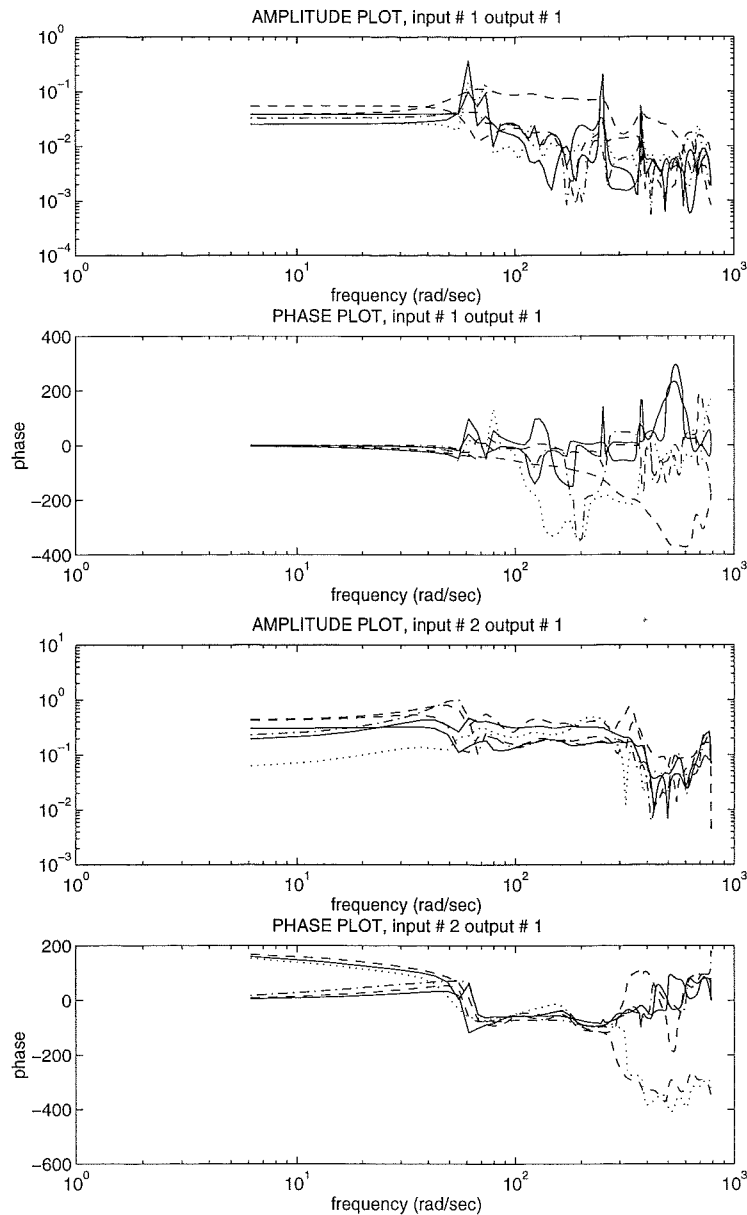 AMPLITUDE PLOT, input # 1 output # 1
10^0
10^-1
10^-2
10^-3
10^-4
10^0 10^1 10^2 10^3
frequency (rad/sec)
PHASE PLOT, input # 1 output # 1
400
200
0
-200
-400
phase
10^0 10^1 10^2 10^3
frequency (rad/sec)
AMPLITUDE PLOT, input # 2 output # 1
10^1
10^0
10^-1
10^-2
10^-3
10^0 10^1 10^2 10^3
frequency (rad/sec)
PHASE PLOT, input # 2 output # 1
200
0
-200
-400
-600
phase
10^0 10^1 10^2 10^3
frequency (rad/sec)